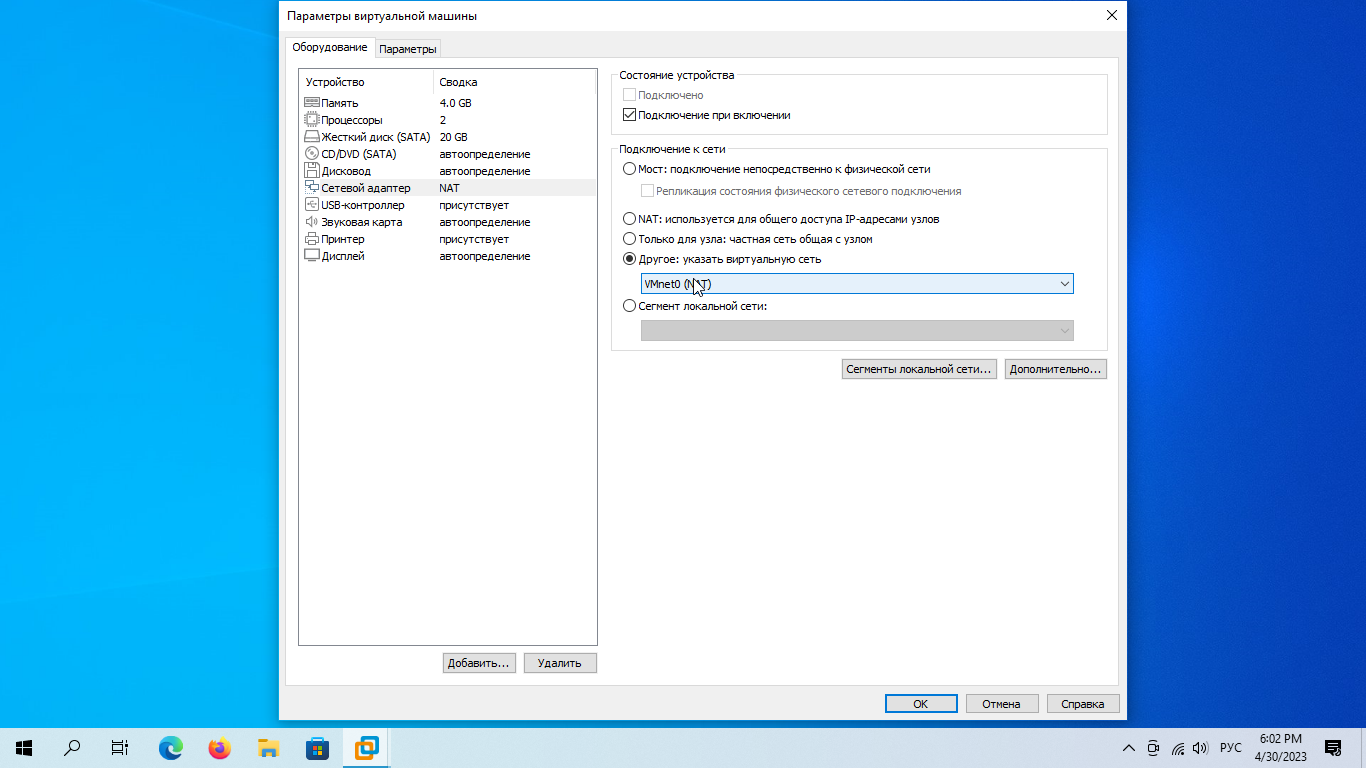 Параметры виртуальной машины
Оборудование Параметры
Устройство Сводка
Память 4.0 GB
Процессоры 2
Жесткий диск (SATA) 20 GB
CD/DVD (SATA) автоопределение
Дисковод автоопределение
Сетевой адаптер NAT
USB-контроллер присутствует
Звуковая карта автоопределение
Принтер присутствует
Дисплей автоопределение
Добавить... Удалить
Состояние устройства
Подключено
Подключение при включении
Подключение к сети
Мост: подключение непосредственно к физической сети
Репликация состояния физического сетевого подключения
NAT: используется для общего доступа IP-адресами узлов
Только для узла: частная сеть общая с узлом
Другое: указать виртуальную сеть
VMnet0 (NAT)
Сегмент локальной сети:
Сегменты локальной сети... Дополнительно...
OK Отмена Справка
РУС
6:02 PM
4/30/2023